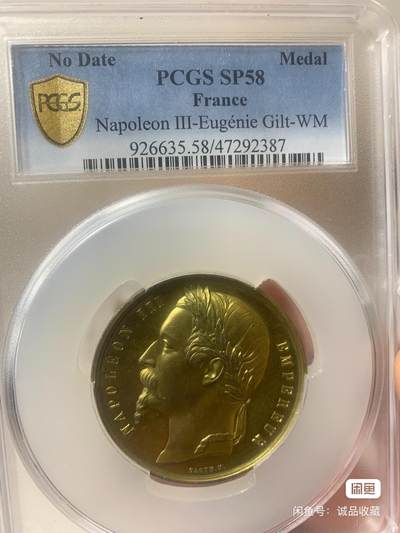 No Date Medal
PCGS SP58
France
PCGS
Napoleon III-Eugénie Gilt-WM
926635.58/47292387
NAPOLEON III
EMPEREUR
闲鱼
闲鱼号：诚品收藏